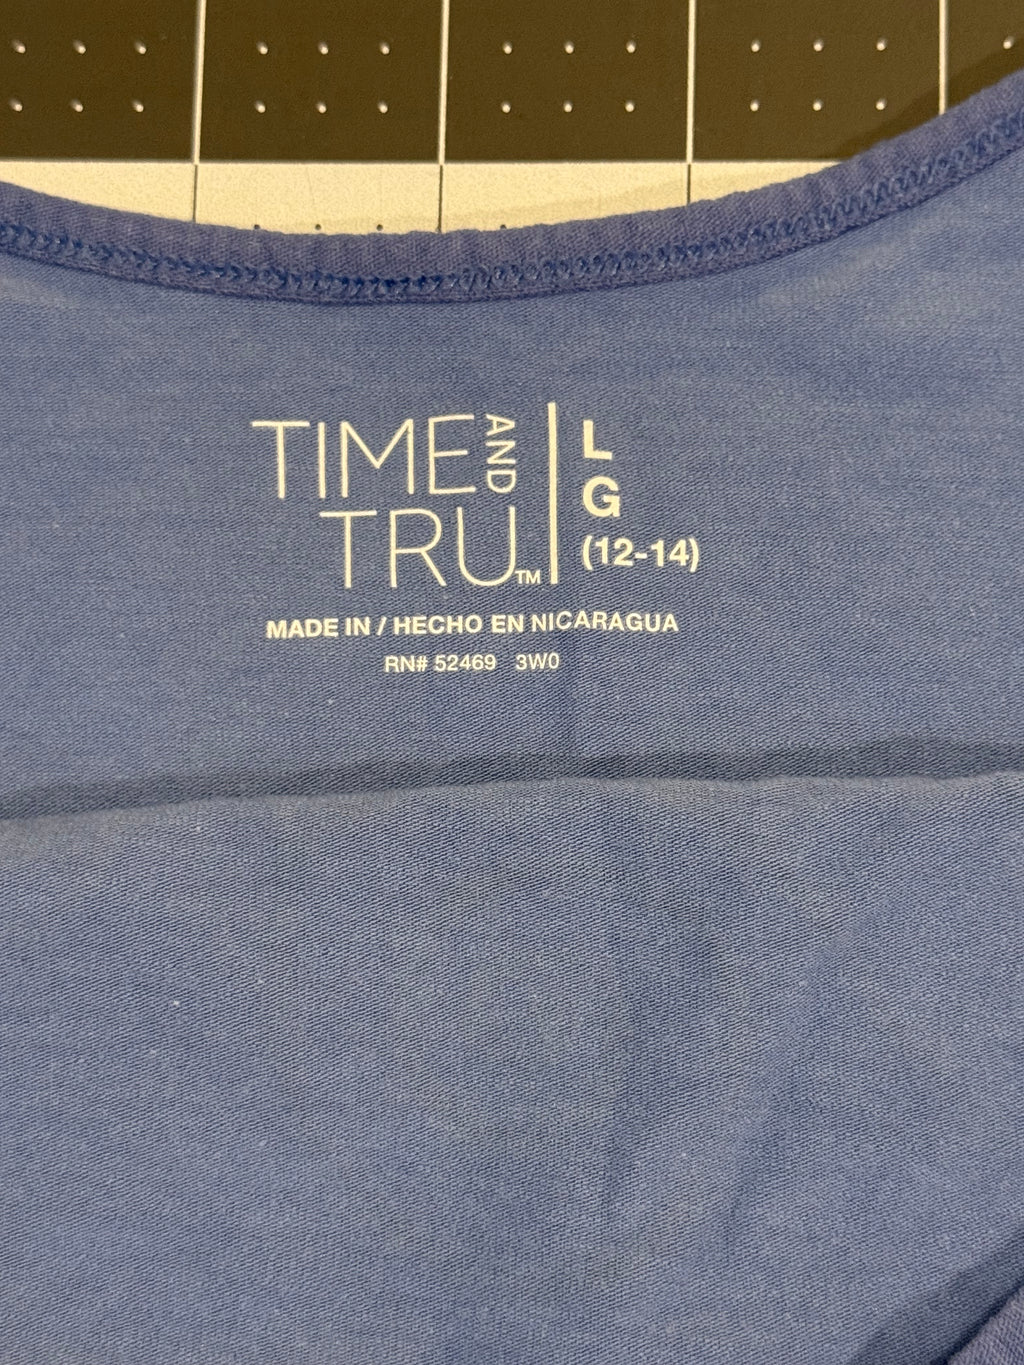 TIME AND
TRU™
L
G
(12-14)
MADE IN / HECHO EN NICARAGUA
RN# 52469 3W0